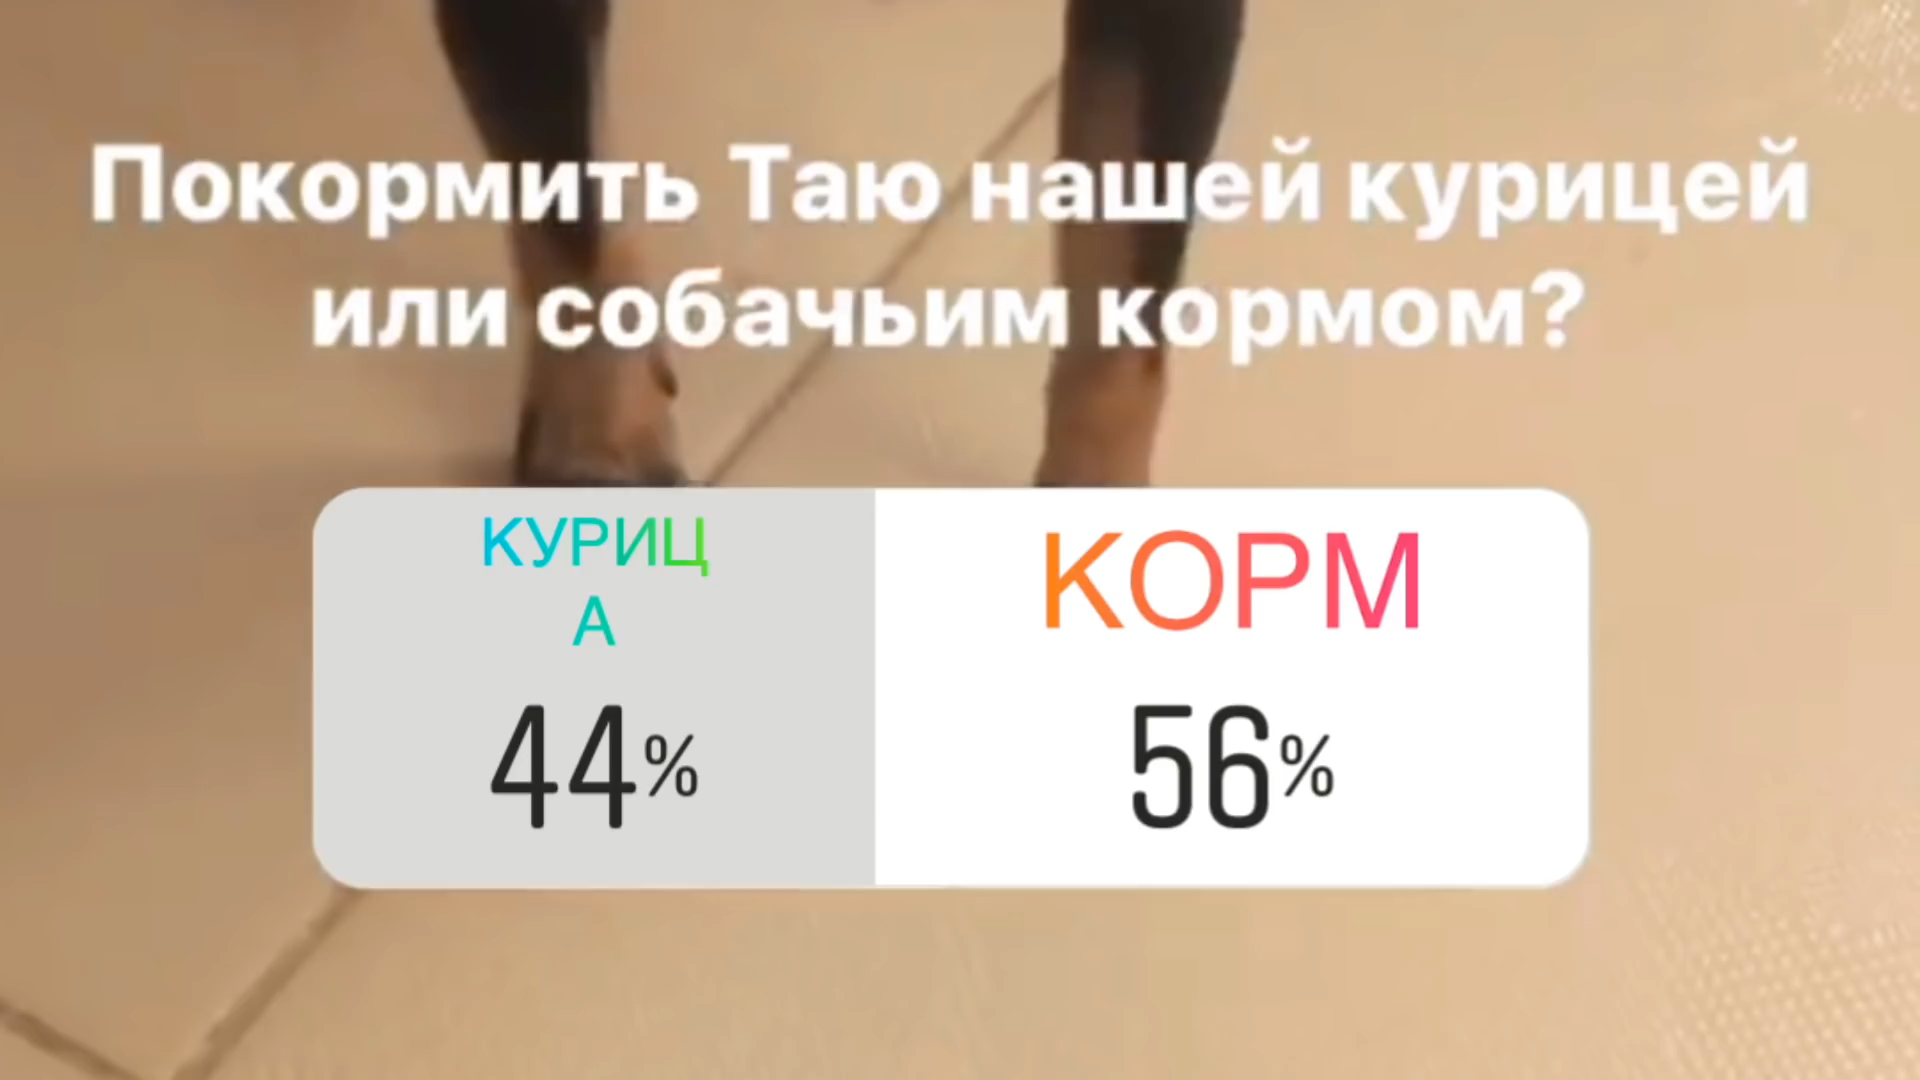 Покормить Таю нашей курицей
или собачьим кормом?
КУРИЦ
А
КОРМ
44%
56%